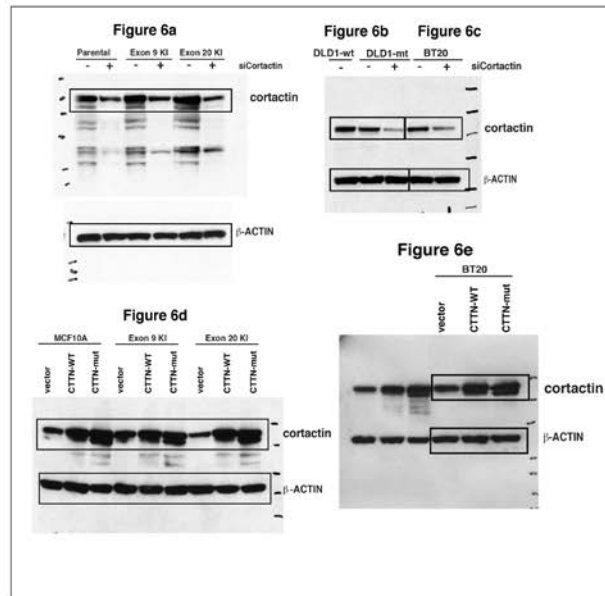 Figure 6a
Parental Exon 9 KI Exon 20 KI
- + - + - + siCortactin
cortactin
β-ACTIN
Figure 6b Figure 6c
DLD1-wt DLD1-mt BT20
- - + - + siCortactin
cortactin
β-ACTIN
Figure 6d
MCF10A Exon 9 KI Exon 20 KI
vector CTTN-WT CTTN-mut vector CTTN-WT CTTN-mut vector CTTN-WT CTTN-mut
cortactin
β-ACTIN
Figure 6e
BT20
vector CTTN-WT CTTN-mut
cortactin
β-ACTIN